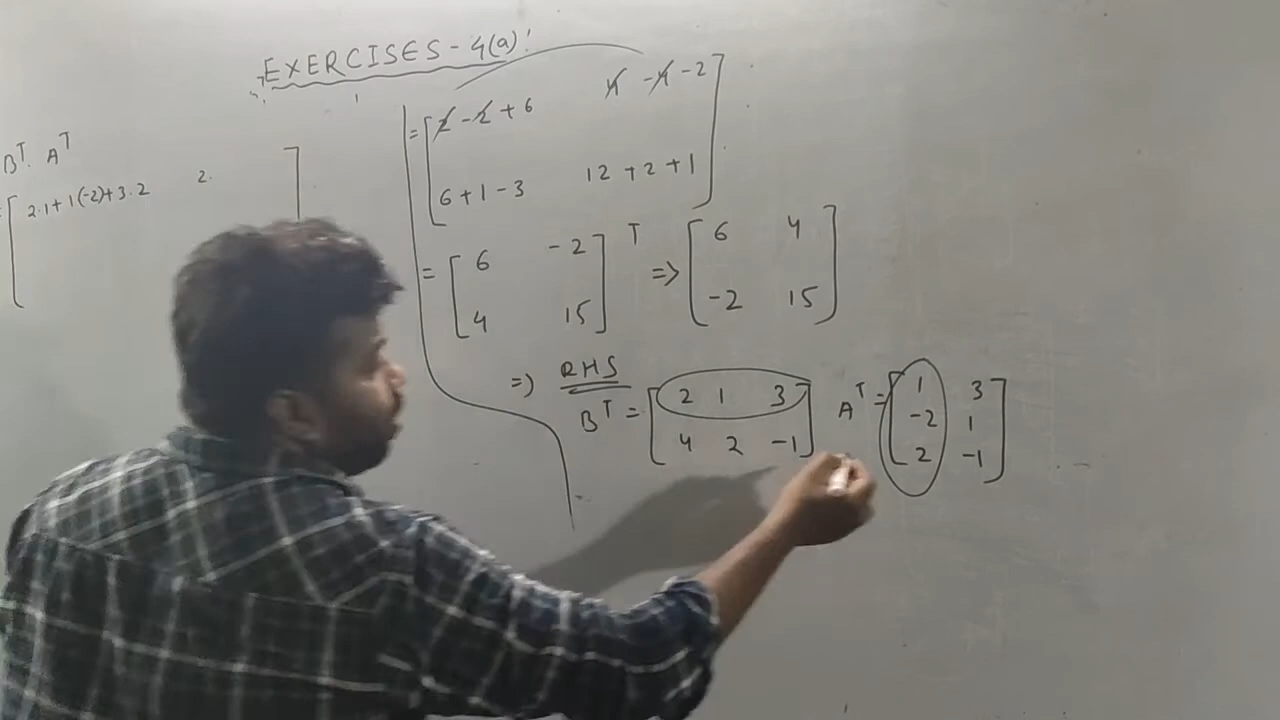 EXERCISES - 4(a)
B^T. A^T
2.1+1(-2)+3.2 2.
= [ 2 - 2 + 6 4 - 4 - 2 ]
6 + 1 - 3 12 + 2 + 1
= [ 6 -2 ] T => [ 6 4 ]
4 15 -2 15
=> RHS
B^T = [ 2 1 3 ] A^T = [ 1 3 ]
4 2 -1 -2 1
2 -1